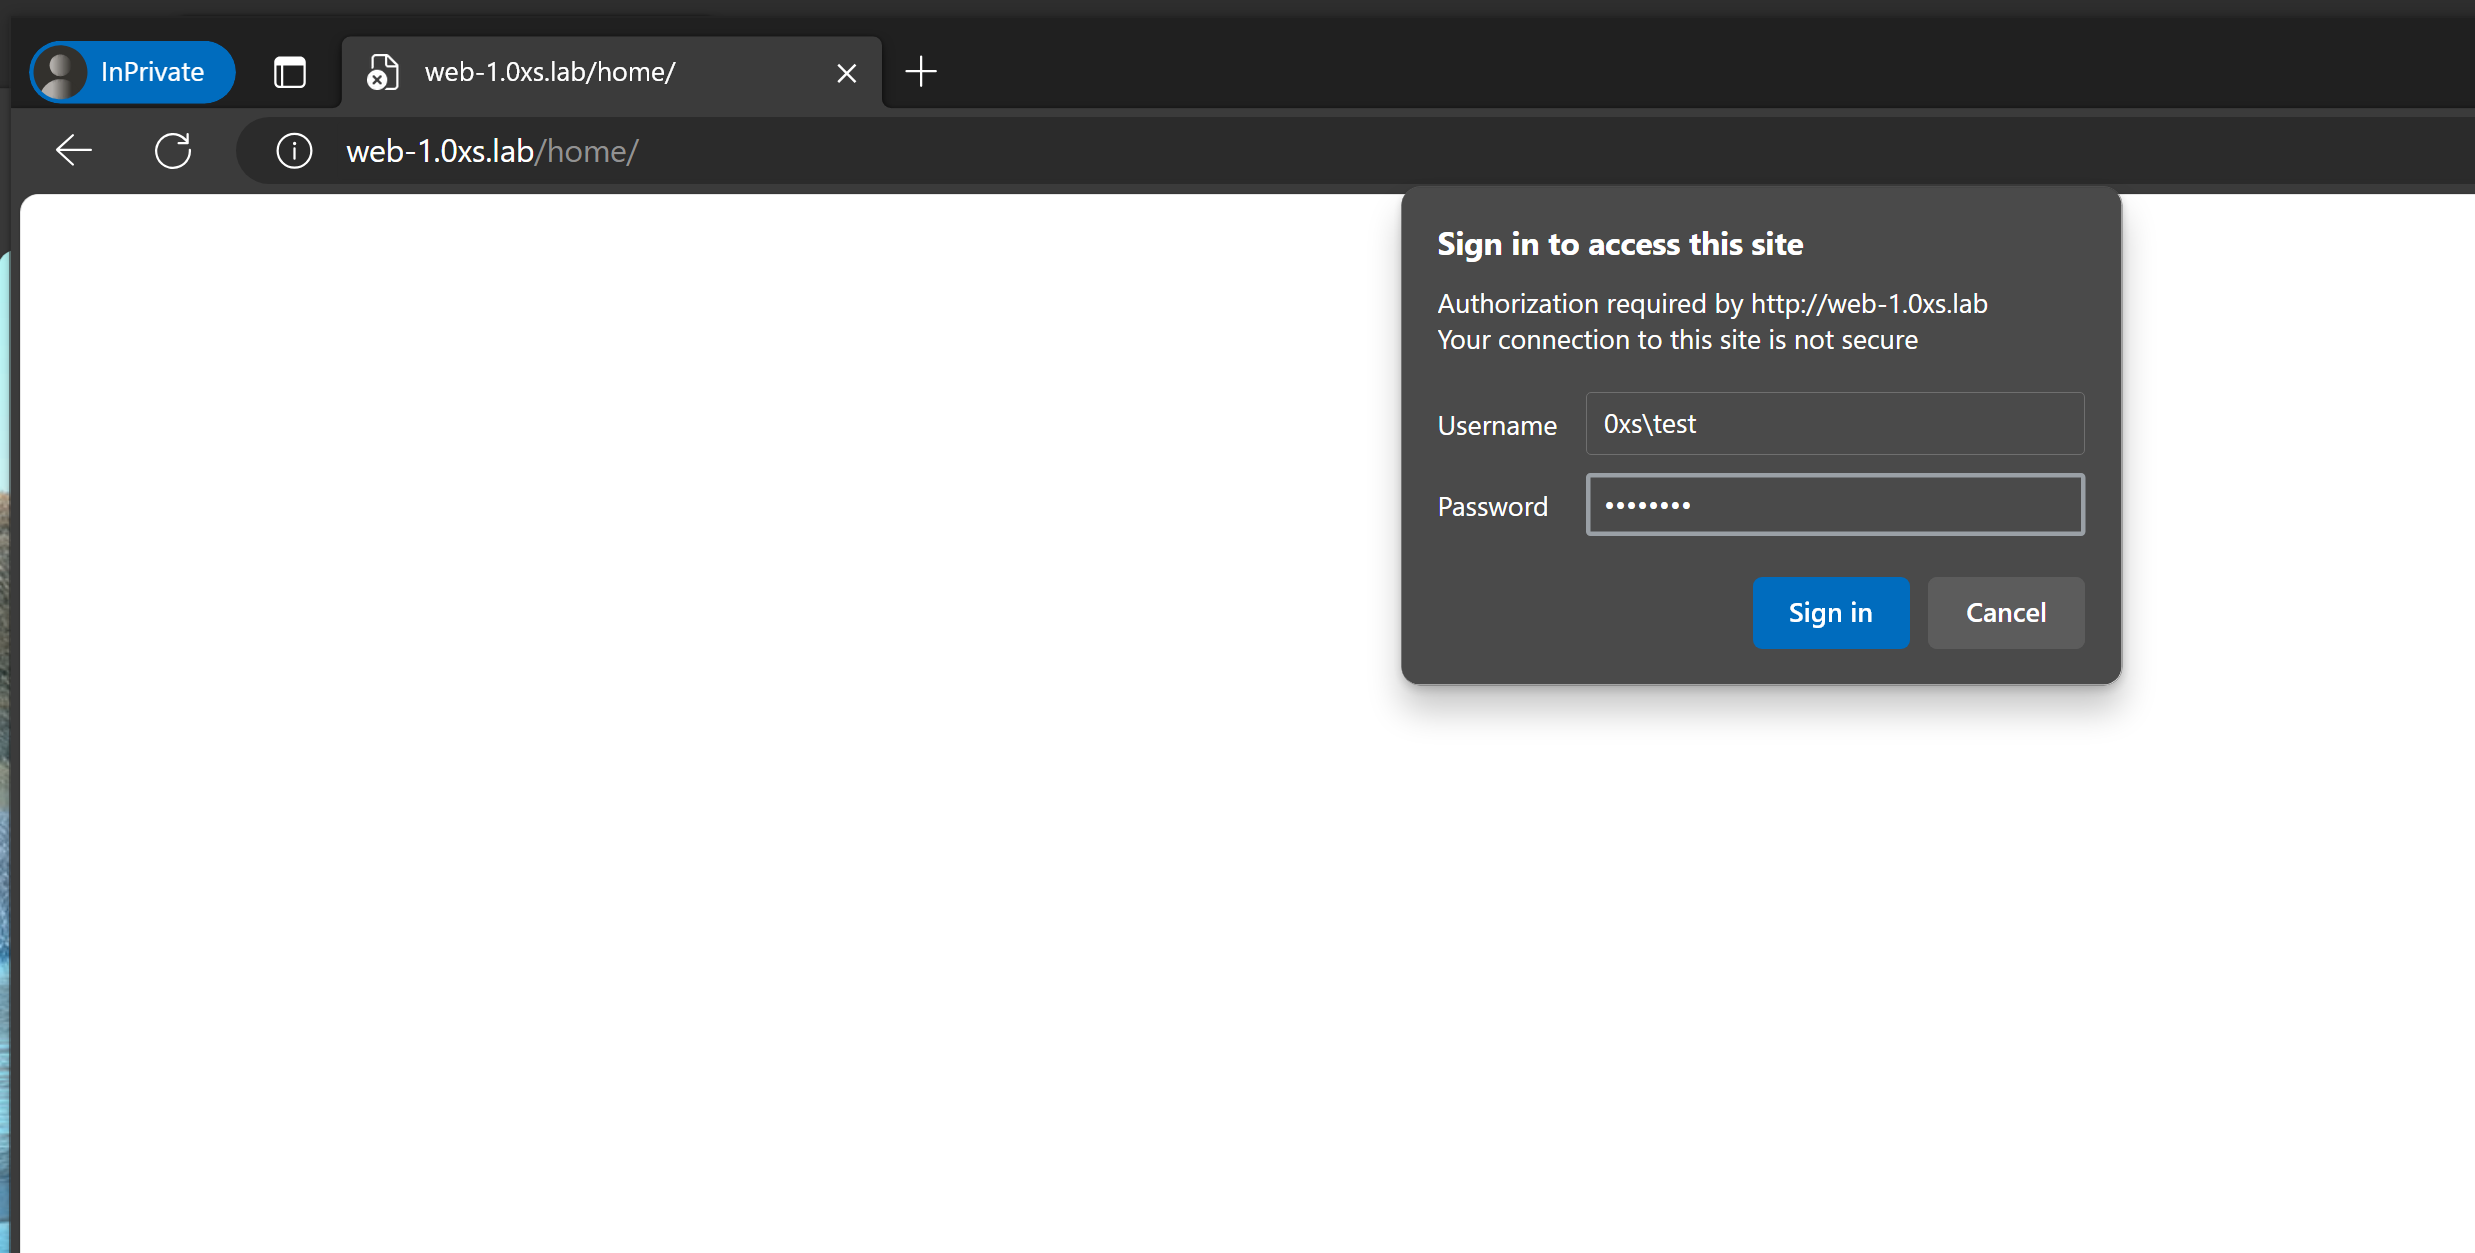 InPrivate
web-1.0xs.lab/home/
web-1.0xs.lab/home/
Sign in to access this site
Authorization required by http://web-1.0xs.lab
Your connection to this site is not secure
Username 0xs\test
Password ••••••••
Sign in Cancel